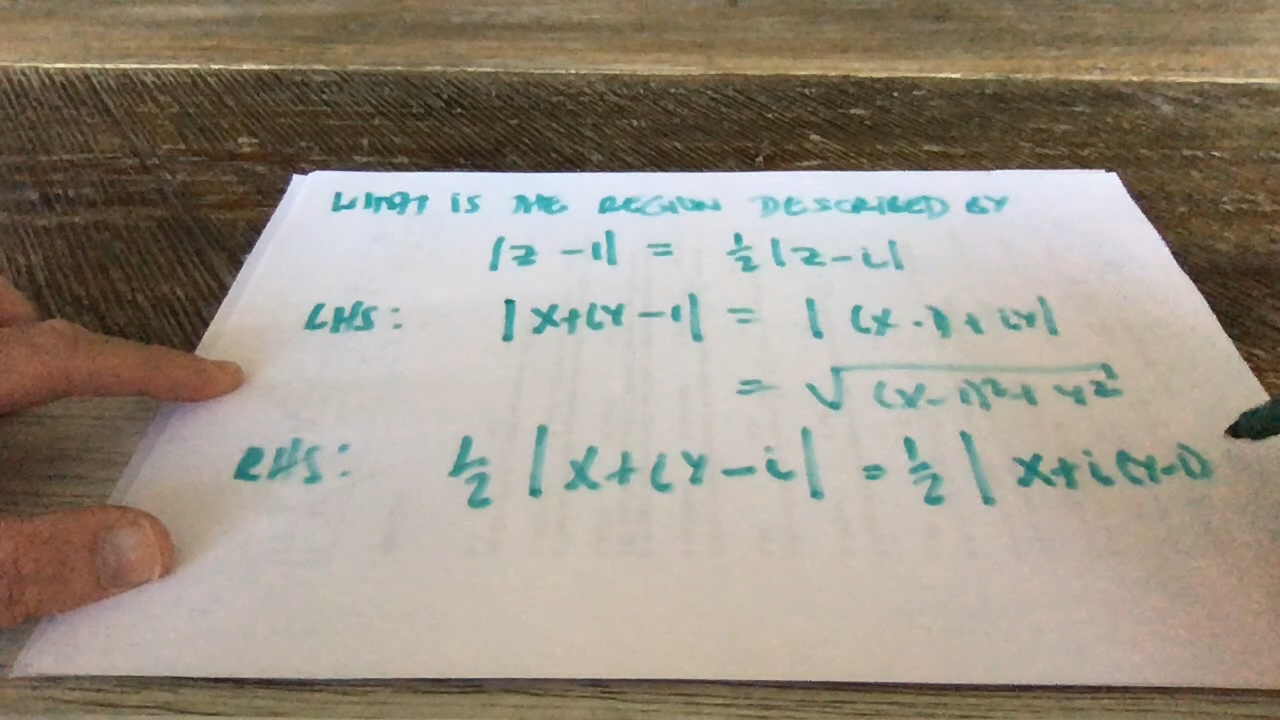 WHAT IS THE REGION DESCRIBED BY
|z-1| = ½|z-i|
LHS: |x+iy-1| = |(x-1)+iy|
= √((x-1)²+y²)
RHS: ½|x+iy-i| = ½|x+i(y-1)